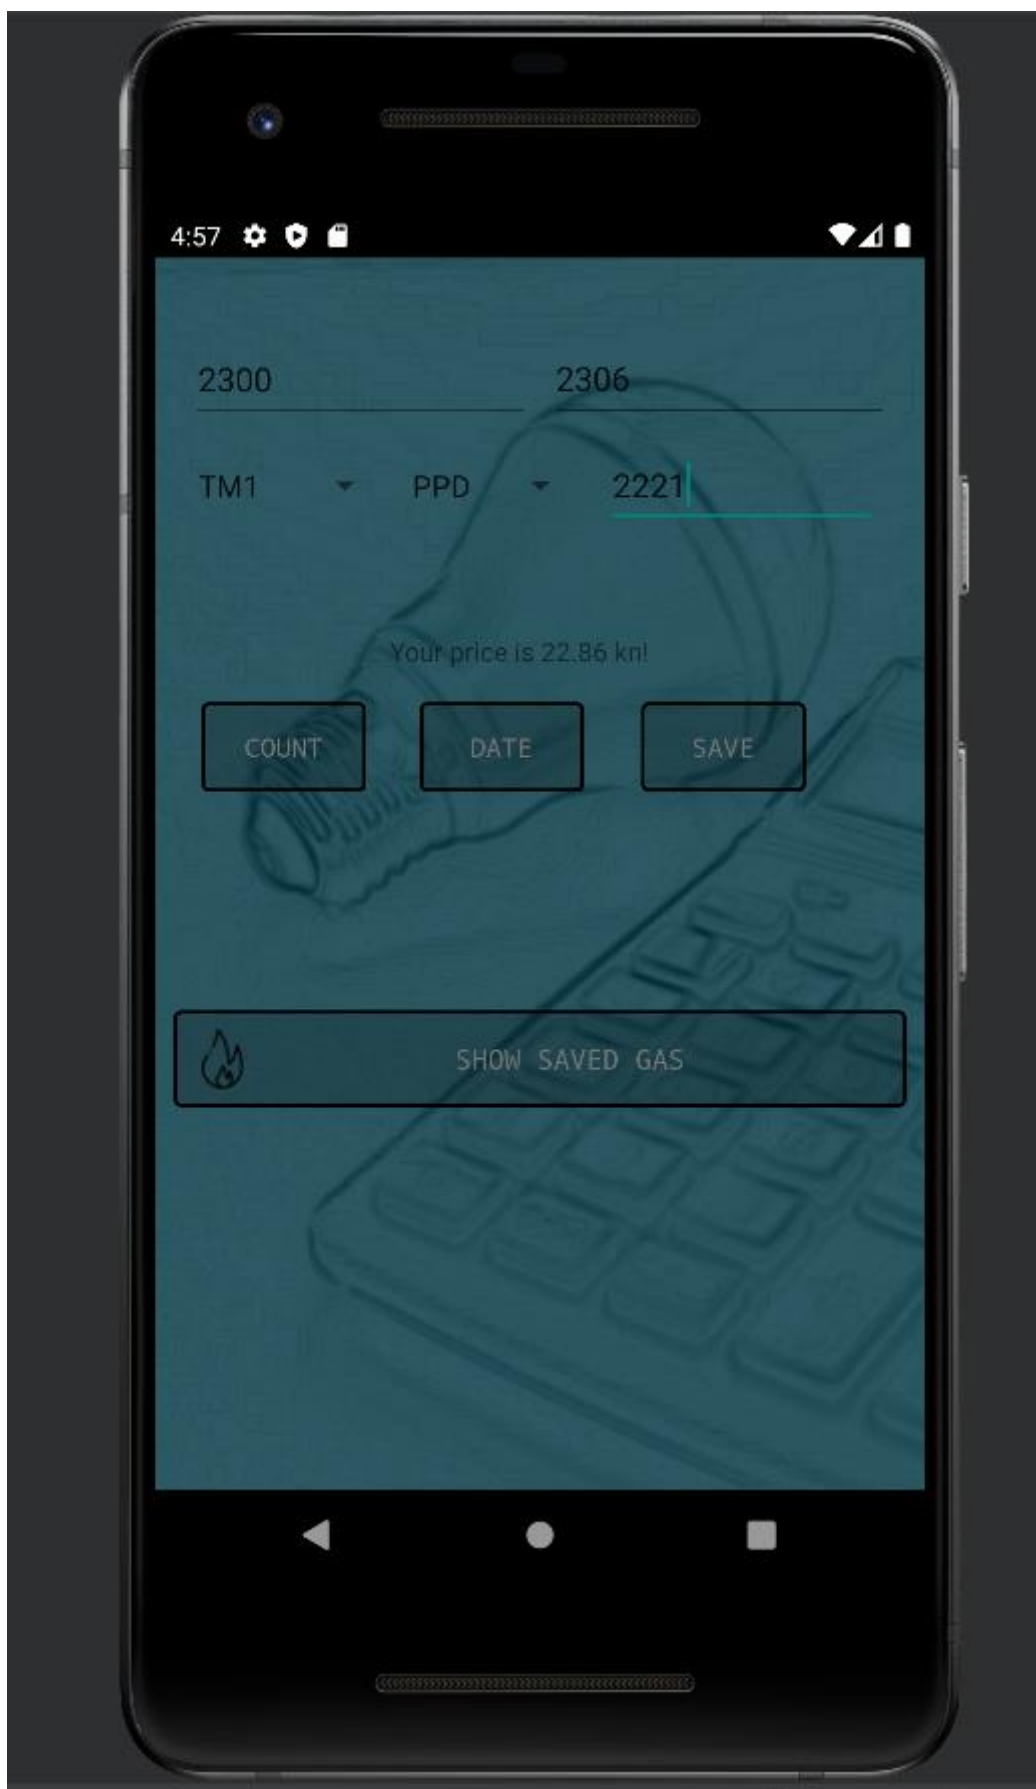 4:57
2300 2306
TM1 PPD 2221
Your price is 22.86 kn!
COUNT DATE SAVE
SHOW SAVED GAS